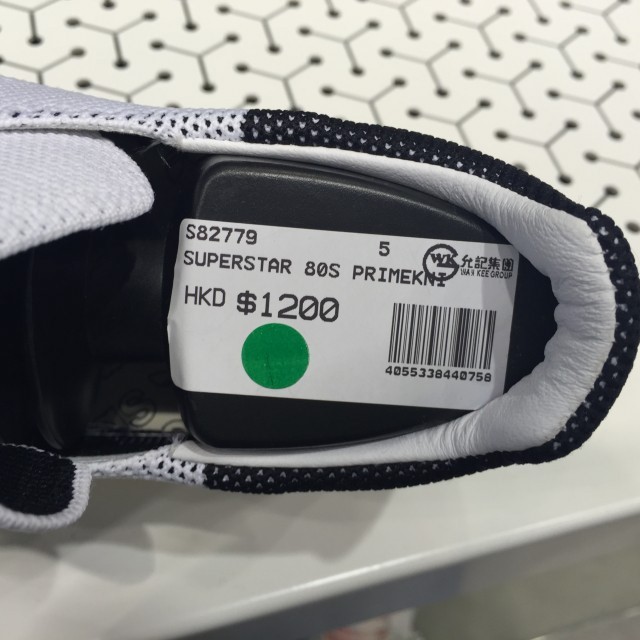 S82779 5
SUPERSTAR 80S PRIMEKNI
WK 允記集團
WAN KEE GROUP
HKD $1200
4055338440758